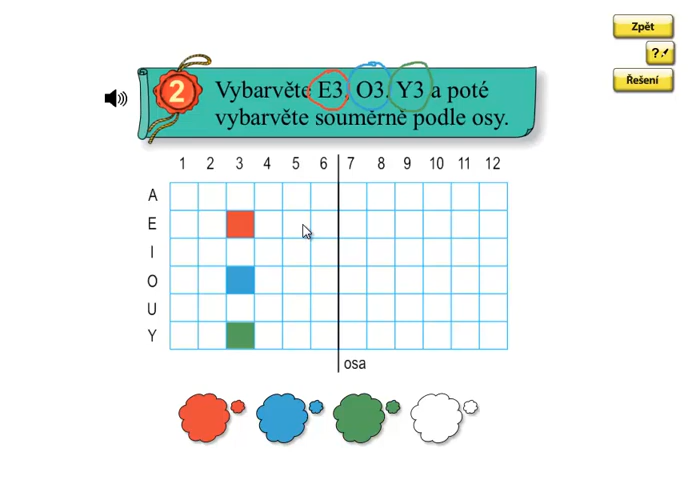 Zpět
?✓
Řešení
2
Vybarvěte E3, O3, Y3 a poté
vybarvěte souměrně podle osy.
1 2 3 4 5 6 7 8 9 10 11 12
A
E
I
O
U
Y
osa